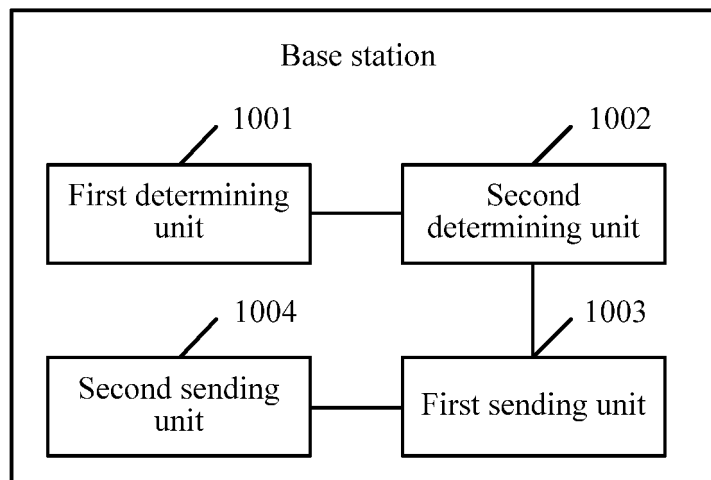 Base station
1001
1002
First determining
unit
Second
determining unit
1004
1003
Second sending
unit
First sending unit